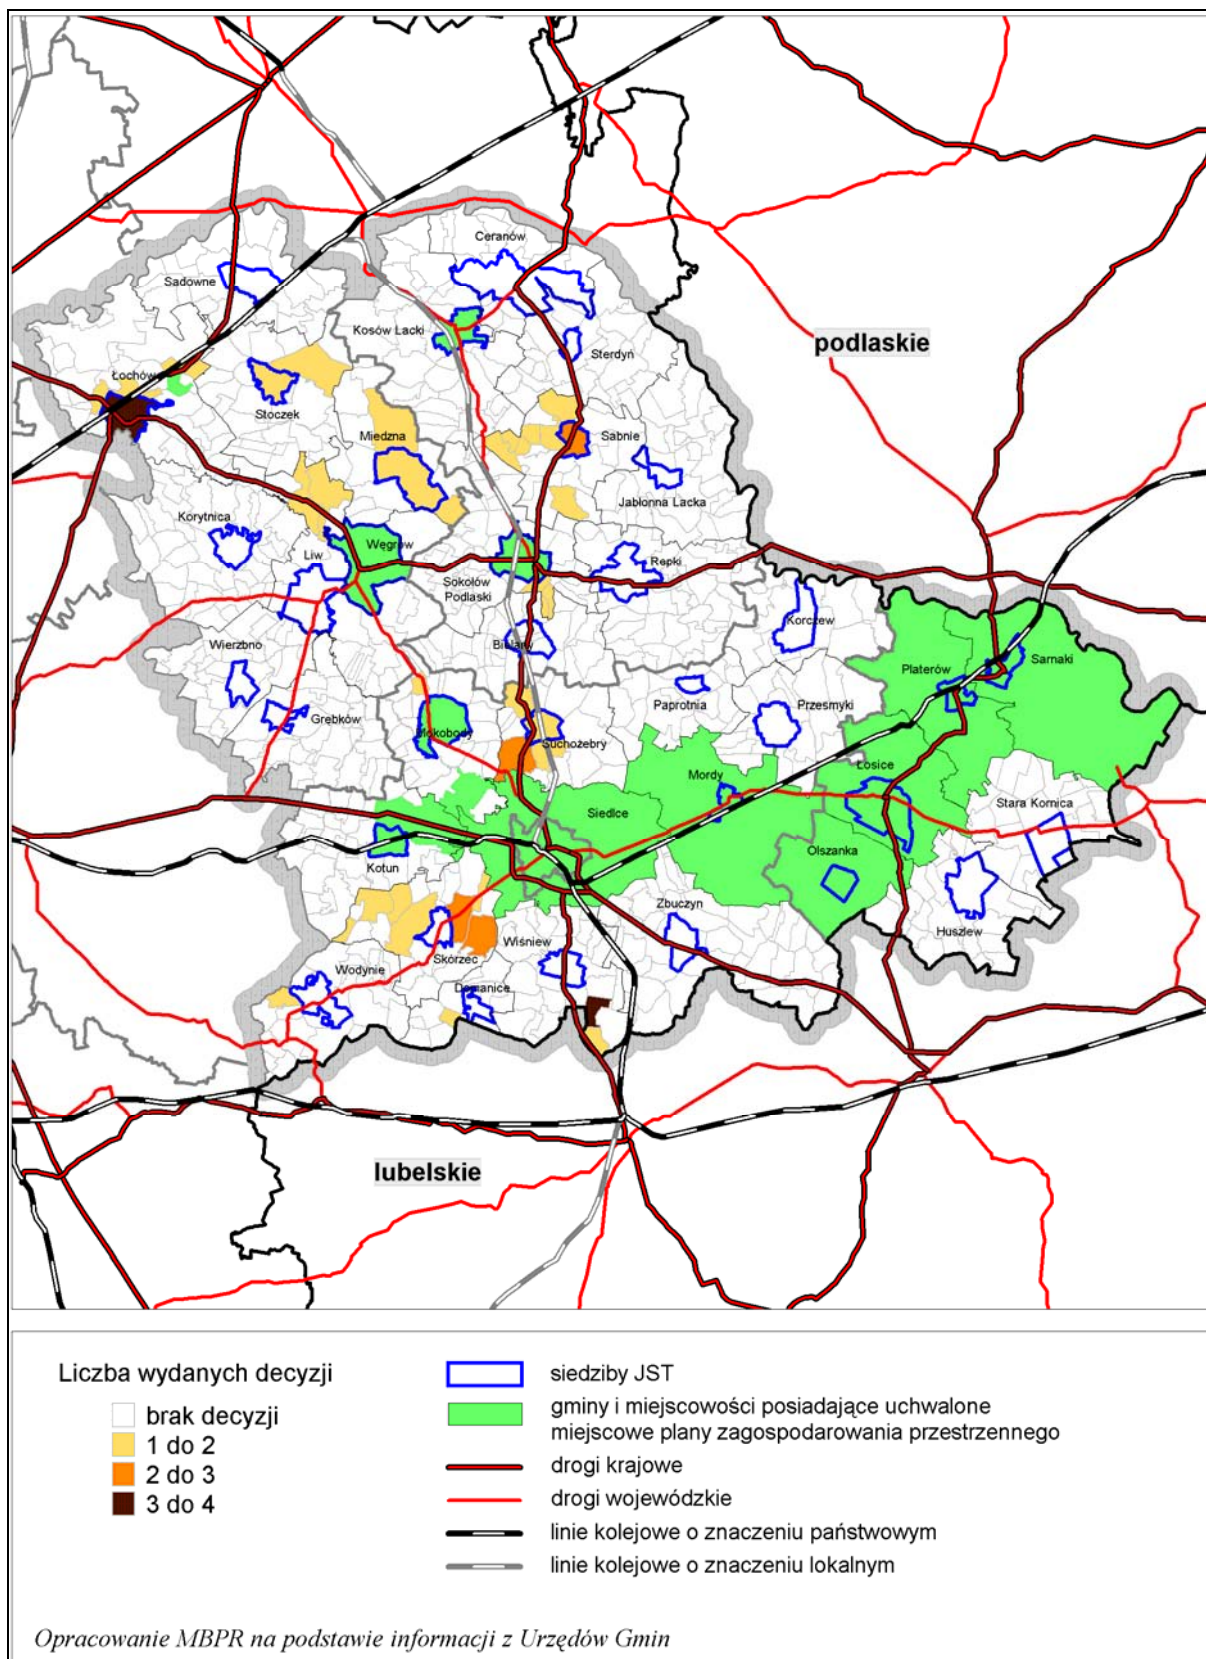 Ceranów
Sadowne
Kosów Lacki
podlaskie
Sterdyń
Łochów
Stoczek
Miedzna
Sabnie
Jabłonna Lacka
Korytnica
Węgrów
Liw
Repki
Sokołów
Podlaski
Korczew
Bielany
Wierzbno
Sarnaki
Platerów
Paprotnia
Przesmyki
Grębków
Mokobody
Suchożebry
Łosice
Mordy
Stara Kornica
Siedlce
Olszanka
Kotuń
Zbuczyn
Huszlew
Wiśniew
Skórzec
Wodynie
Domanice
lubelskie
Liczba wydanych decyzji
brak decyzji
1 do 2
2 do 3
3 do 4
siedziby JST
gminy i miejscowości posiadające uchwalone
miejscowe plany zagospodarowania przestrzennego
drogi krajowe
drogi wojewódzkie
linie kolejowe o znaczeniu państwowym
linie kolejowe o znaczeniu lokalnym
Opracowanie MBPR na podstawie informacji z Urzędów Gmin